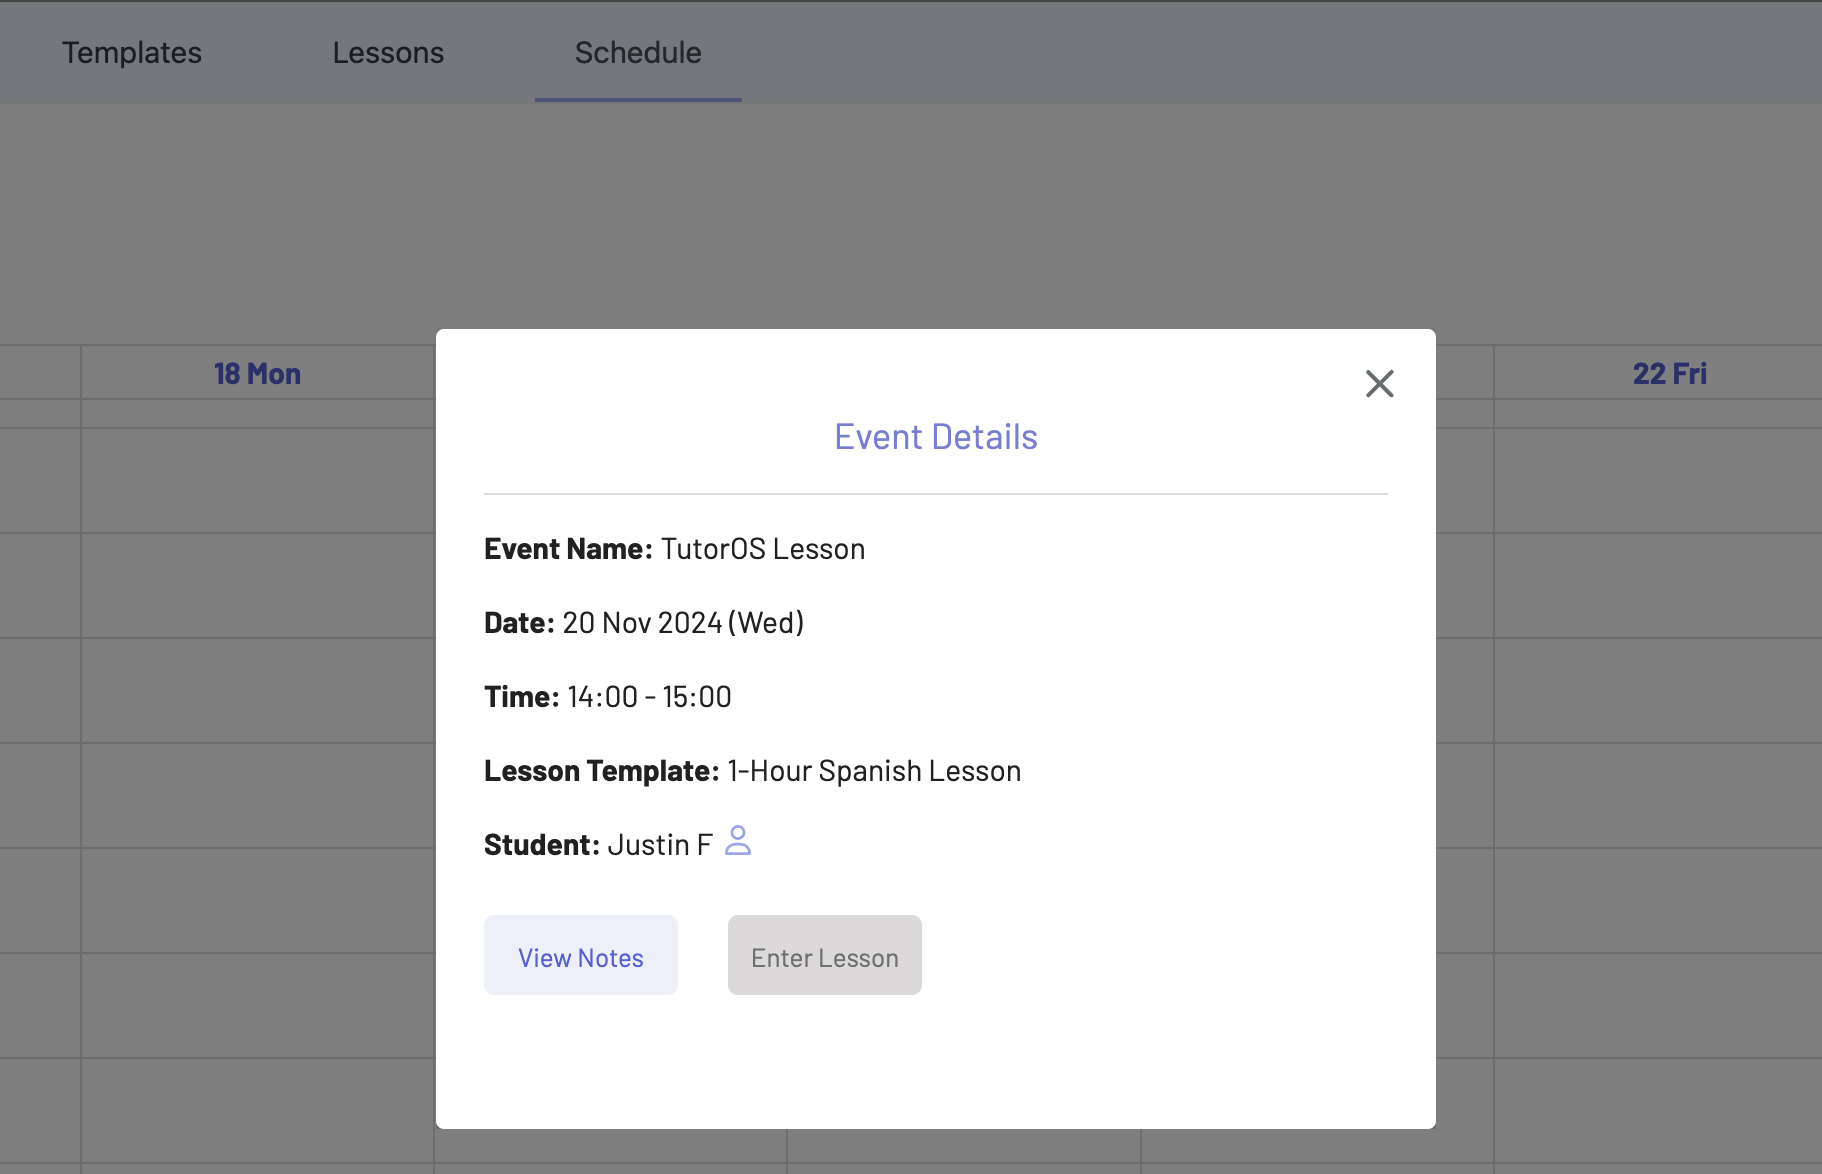 Templates Lessons Schedule
18 Mon 22 Fri
Event Details
Event Name: TutorOS Lesson
Date: 20 Nov 2024 (Wed)
Time: 14:00 - 15:00
Lesson Template: 1-Hour Spanish Lesson
Student: Justin F
View Notes Enter Lesson